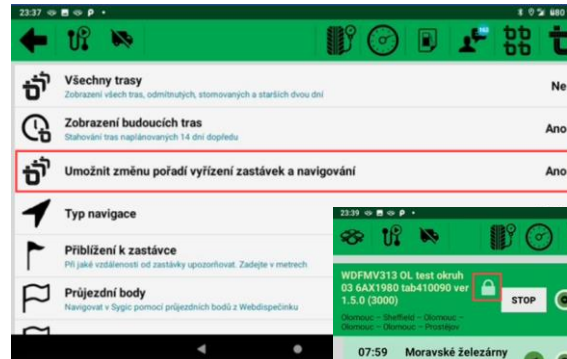 23:37
Všechny trasy
Zobrazení všech tras, odmítnutých, stornovaných a starších dvou dní
Ne
Zobrazení budoucích tras
Stahování tras naplánovaných 14 dní dopředu
Ano
Umožnit změnu pořadí vyřízení zastávek a navigování
Ano
Typ navigace
Přiblížení k zastávce
Při jaké vzdálenosti od zastávky upozorňovat. Zadejte v metrech
Průjezdní body
Navigovat v Sygic pomocí průjezdních bodů z Webdispečinku
23:39
WDFMV313 OL test okruh
03 6AX1980 tab410090 ver
1.5.0 (3000)
STOP
Olomouc – Sheffield – Olomouc –
Olomouc – Olomouc – Prostějov
07:59 Moravské železárny